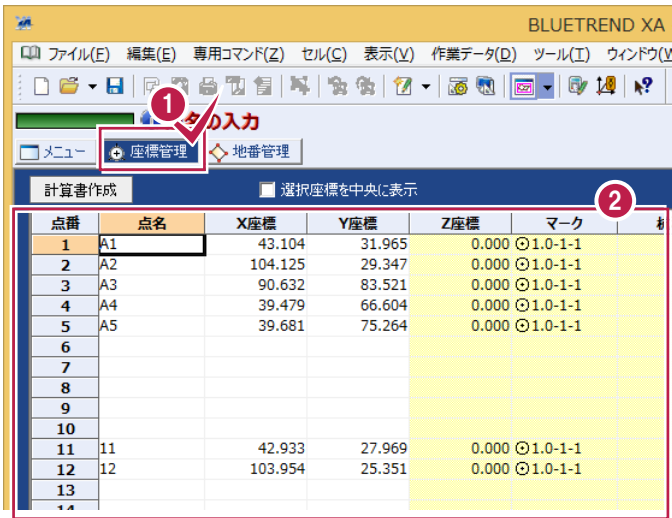 BLUETREND XA
ファイル(F) 編集(E) 専用コマンド(Z) セル(C) 表示(V) 作業データ(D) ツール(T) ウィンドウ(W
1
タの入力
メニュー 座標管理 地番管理
計算書作成 選択座標を中央に表示
2
点番 点名 X座標 Y座標 Z座標 マーク
1 A1 43.104 31.965 0.000 1.0-1-1
2 A2 104.125 29.347 0.000 1.0-1-1
3 A3 90.632 83.521 0.000 1.0-1-1
4 A4 39.479 66.604 0.000 1.0-1-1
5 A5 39.681 75.264 0.000 1.0-1-1
6
7
8
9
10
11 11 42.933 27.969 0.000 1.0-1-1
12 12 103.954 25.351 0.000 1.0-1-1
13
14